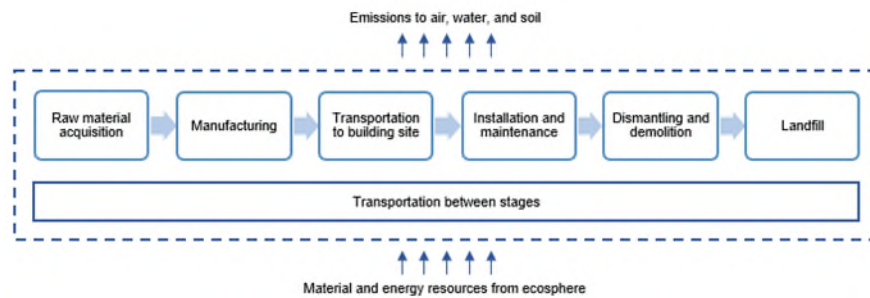 Emissions to air, water, and soil
Raw material
acquisition
Manufacturing
Transportation
to building site
Installation and
maintenance
Dismantling and
demolition
Landfill
Transportation between stages
Material and energy resources from ecosphere